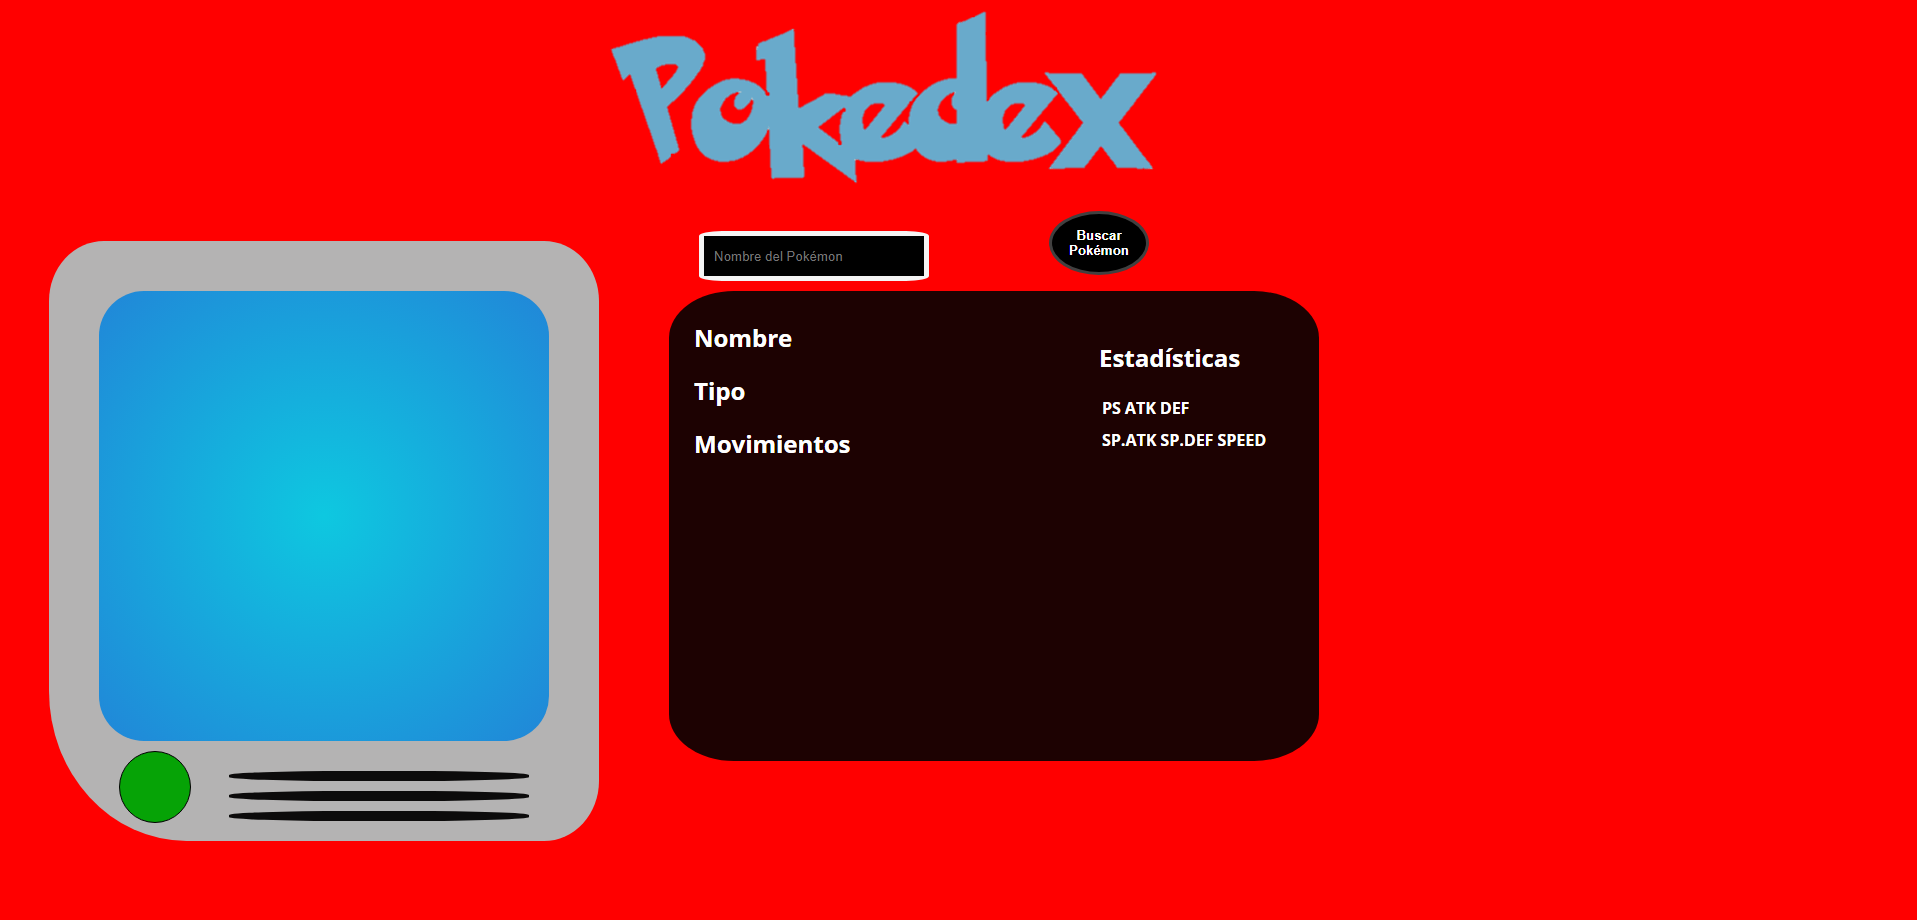 Pokedex
Nombre del Pokémon
Buscar
Pokémon
Nombre
Tipo
Movimientos
Estadísticas
PS ATK DEF
SP.ATK SP.DEF SPEED